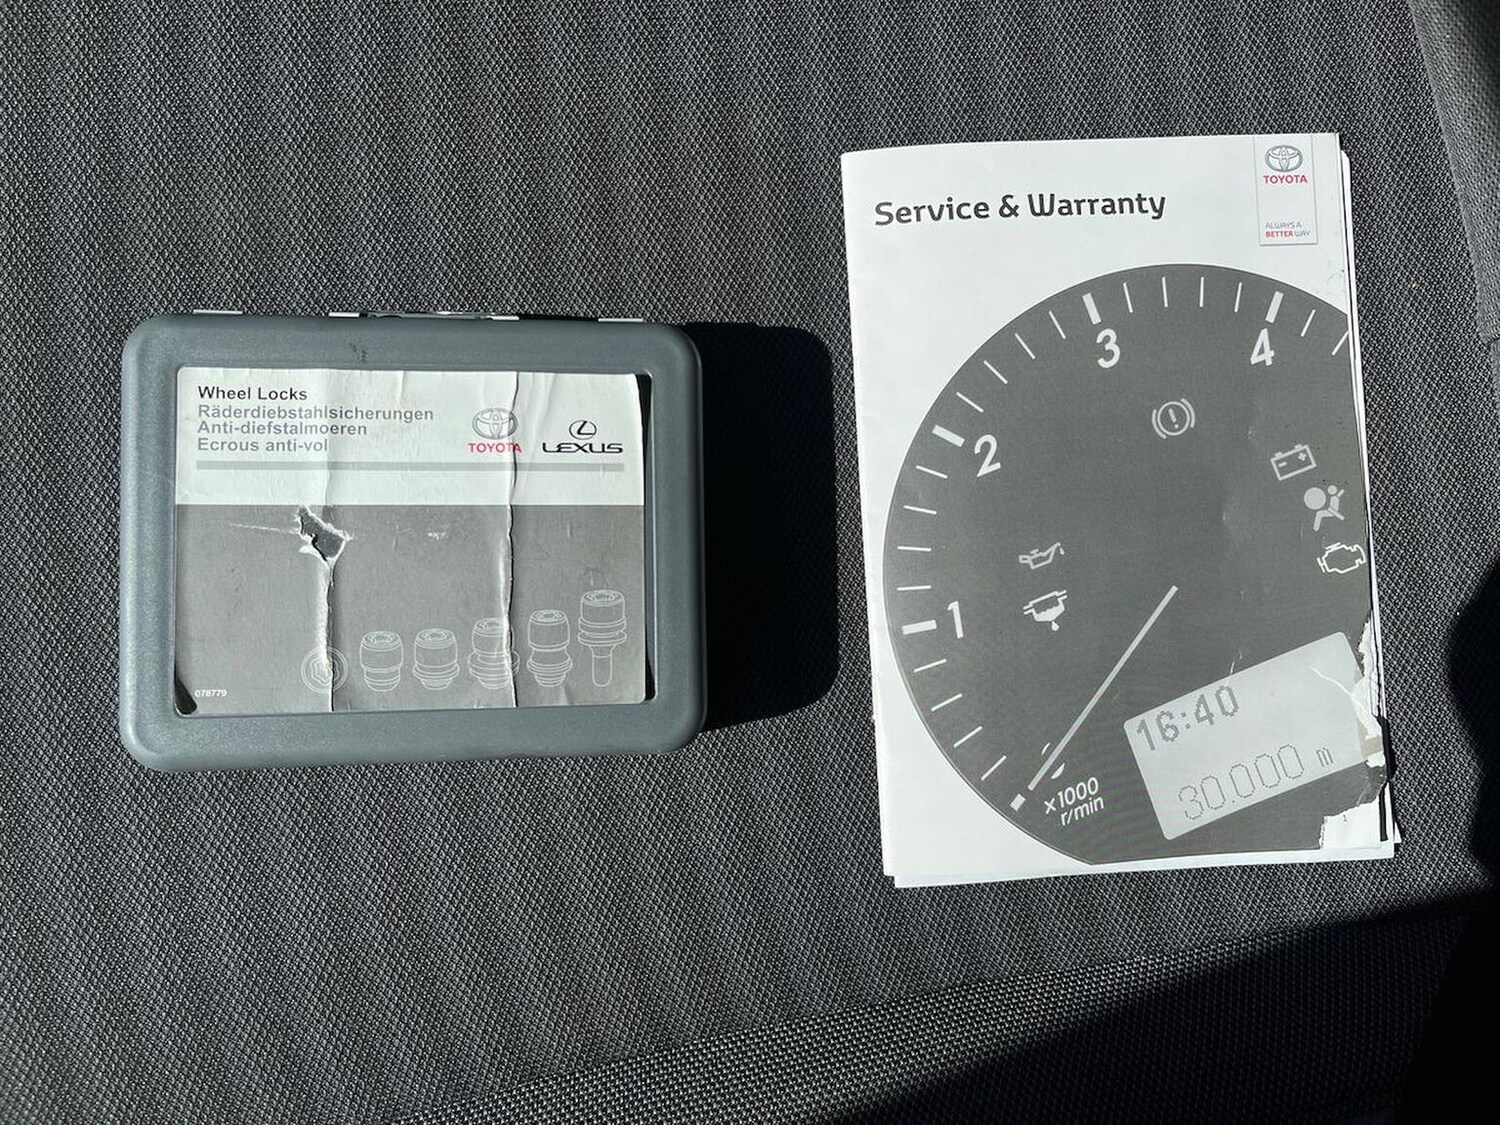 Wheel Locks
Räderdiebstahlsicherungen
Anti-diefstalmoeren
Ecrous anti-vol
TOYOTA
LEXUS
078779
Service & Warranty
TOYOTA
ALWAYS A
BETTER WAY
3
4
2
1
16:40
30.000 m
x1000
r/min
1